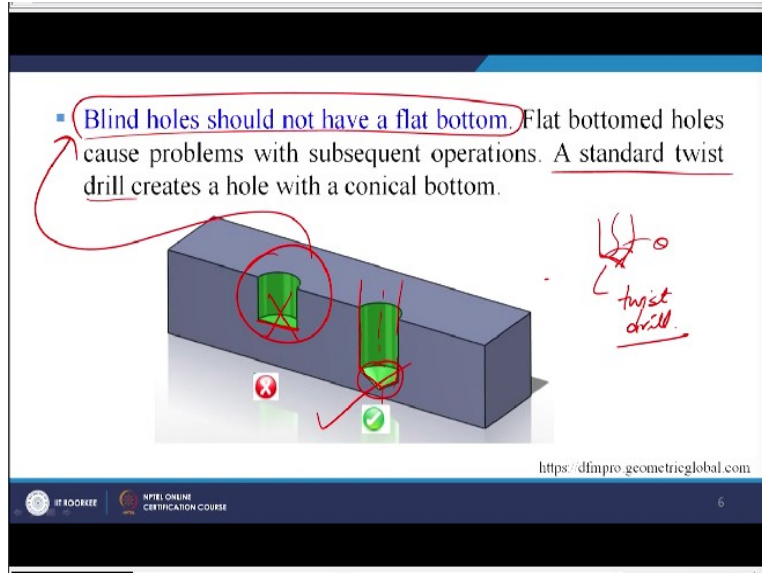 Blind holes should not have a flat bottom. Flat bottomed holes
cause problems with subsequent operations. A standard twist
drill creates a hole with a conical bottom.
θ
twist
drill.
https://dfmpro.geometricglobal.com
IIT ROORKEE
NPTEL ONLINE
CERTIFICATION COURSE
6